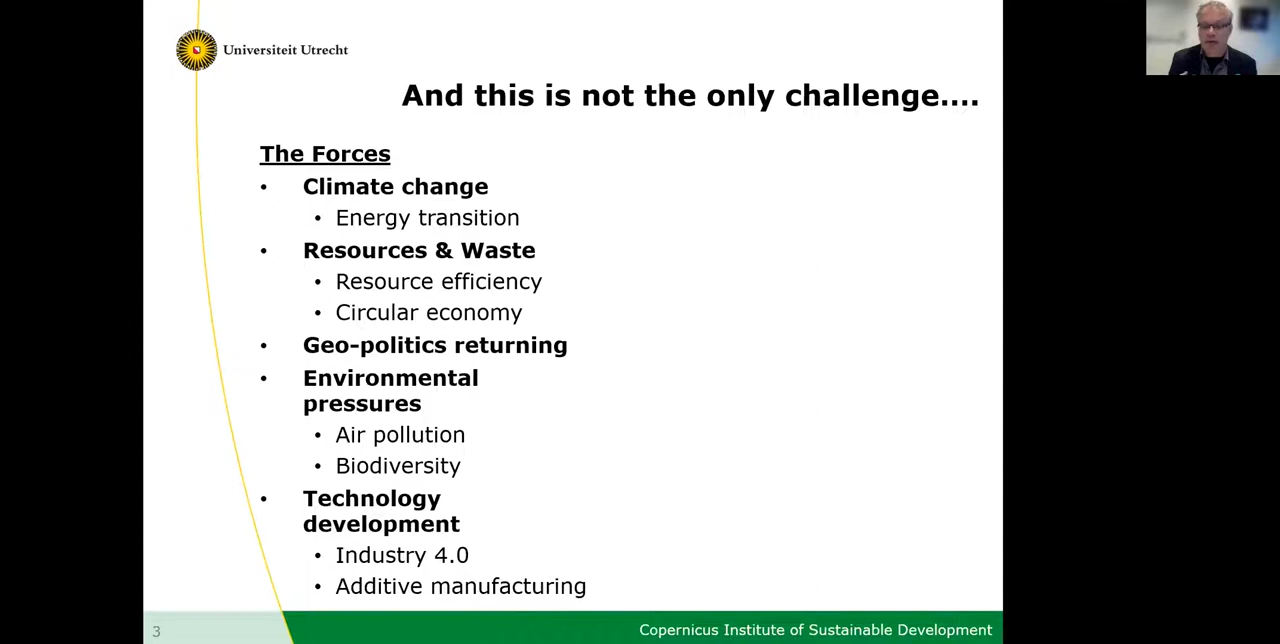 Universiteit Utrecht
And this is not the only challenge....
The Forces
• Climate change
• Energy transition
• Resources & Waste
• Resource efficiency
• Circular economy
• Geo-politics returning
• Environmental
pressures
• Air pollution
• Biodiversity
• Technology
development
• Industry 4.0
• Additive manufacturing
3
Copernicus Institute of Sustainable Development